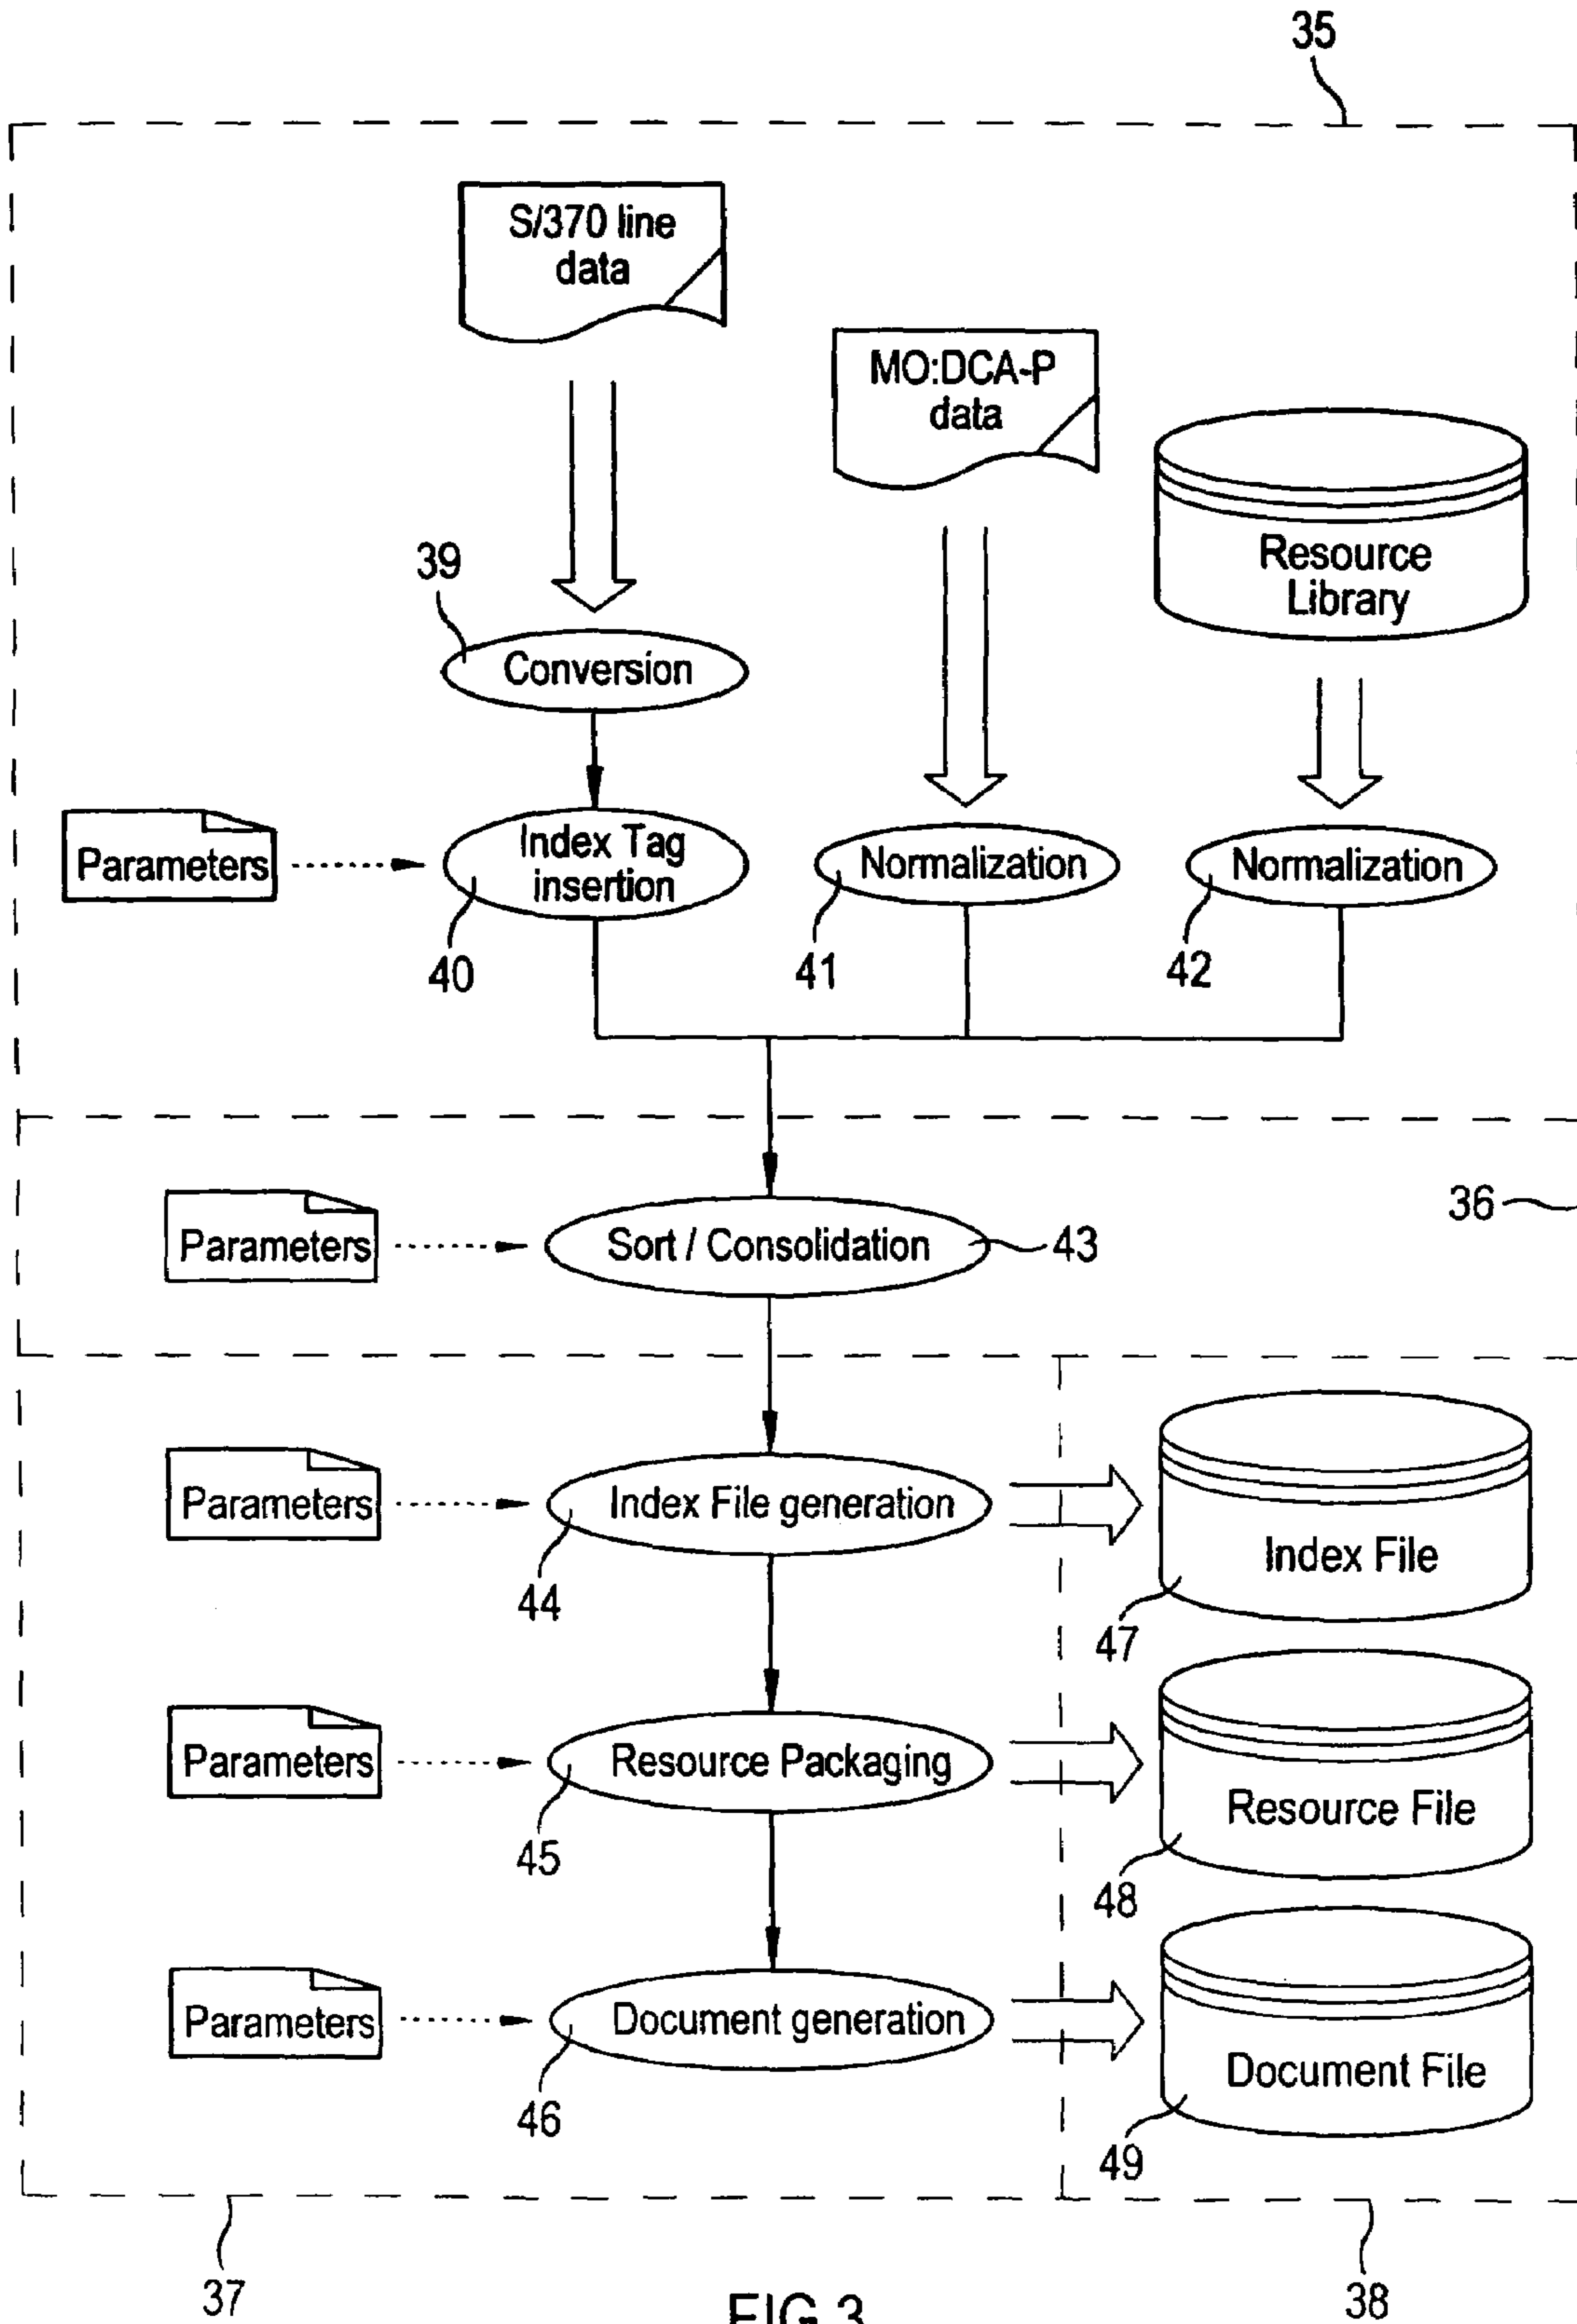 35
S/370 line
data
MO:DCA-P
data
Resource
Library
39
Conversion
Parameters
Index Tag
insertion
Normalization
Normalization
40
41
42
36
Parameters
Sort / Consolidation
43
Parameters
Index File generation
Index File
44
47
Parameters
Resource Packaging
Resource File
45
48
Parameters
Document generation
Document File
46
49
37
38
FIG 3